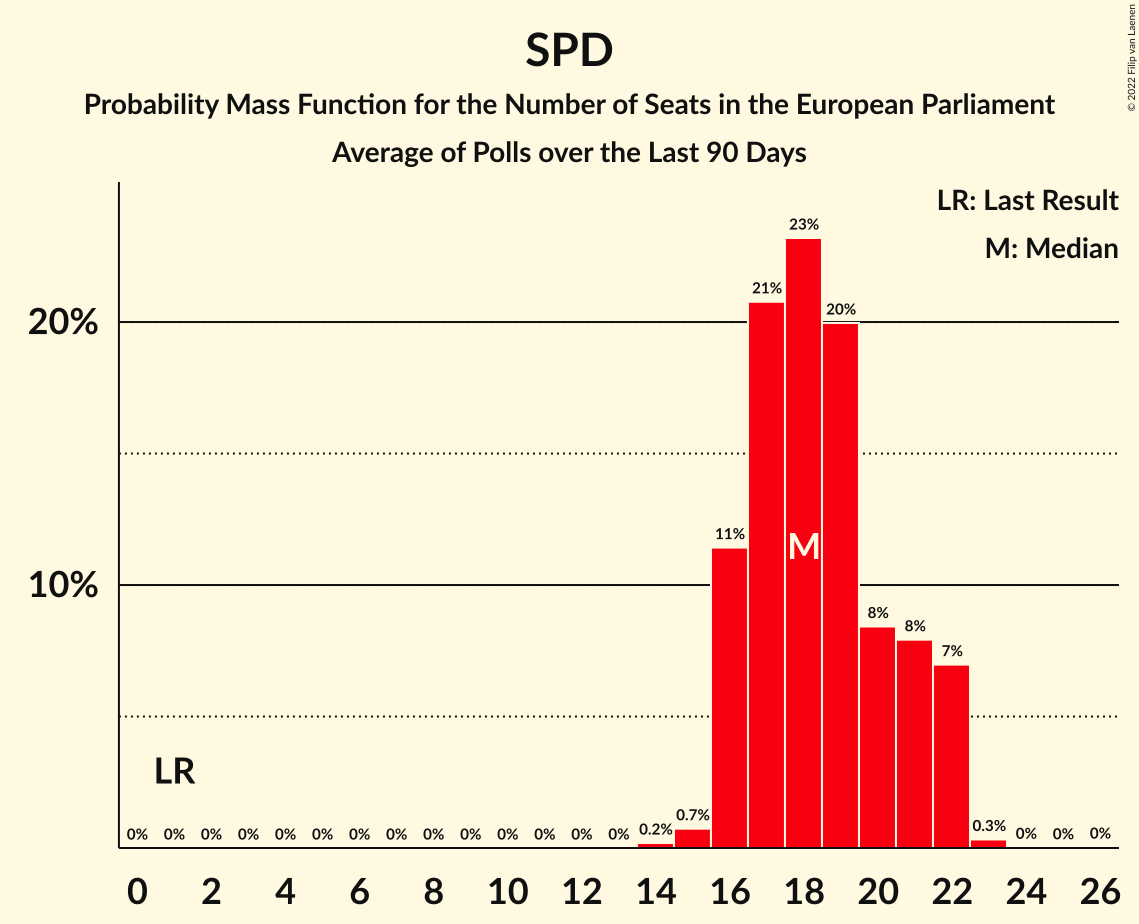 SPD
Probability Mass Function for the Number of Seats in the European Parliament
Average of Polls over the Last 90 Days
© 2022 Filip van Laenen
LR: Last Result
M: Median
23%
21%
20%
20%
11%
M
10%
8%
8%
7%
LR
0% 0% 0% 0% 0% 0% 0% 0% 0% 0% 0% 0% 0% 0% 0.2% 0.7% 0.3% 0% 0% 0%
0 2 4 6 8 10 12 14 16 18 20 22 24 26